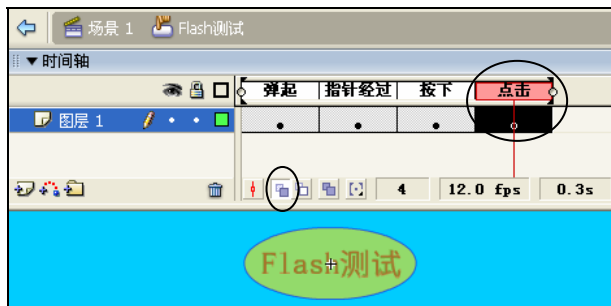 场景 1 Flash测试
时间轴
弹起 指针经过 按下 点击
图层 1
4 12.0 fps 0.3s
Flash测试